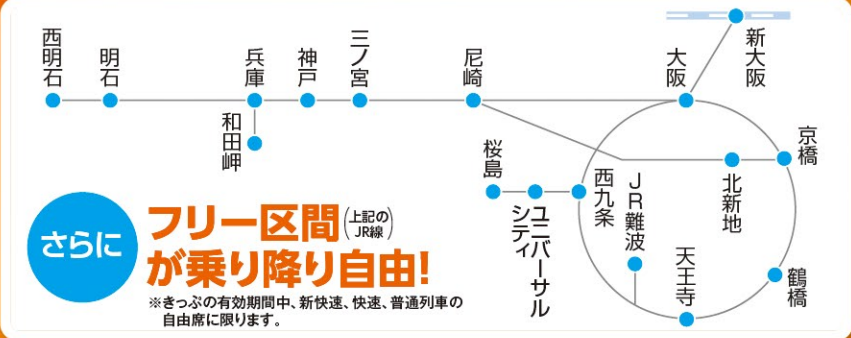 新大阪
西明石
明石
兵庫
神戸
三ノ宮
尼崎
大阪
和田岬
京橋
桜島
ユニバーサル
シティ
西九条
JR難波
北新地
天王寺
鶴橋
さらに
フリー区間(上記の
JR線)
が乗り降り自由!
※きっぷの有効期間中、新快速、快速、普通列車の
自由席に限ります。